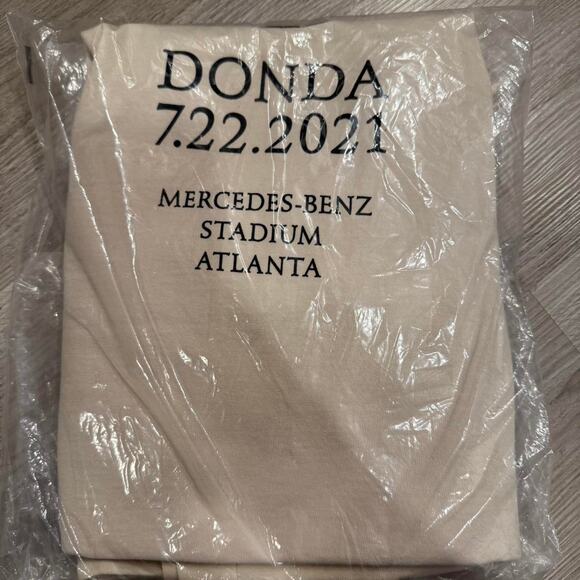 DONDA
7.22.2021
MERCEDES-BENZ
STADIUM
ATLANTA